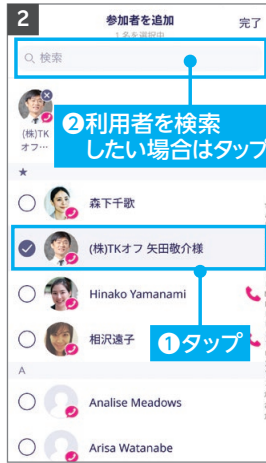 2
参加者を追加
完了
1名を選択中
検索
(株)TK
オフ…
❷利用者を検索
したい場合はタップ
★
森下千歌
(株)TKオフ 矢田敬介様
Hinako Yamanami
相沢遠子
❶タップ
A
Analise Meadows
Arisa Watanabe